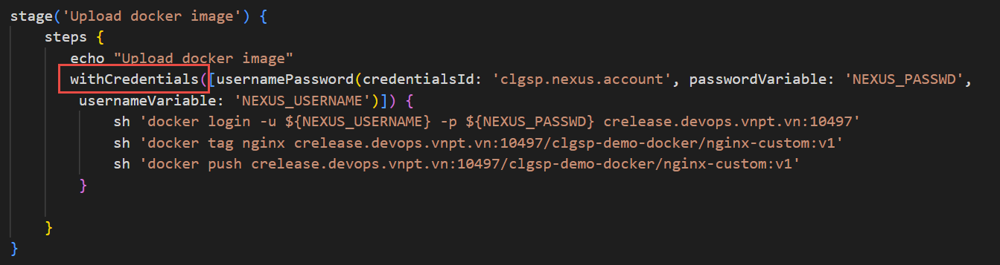 stage('Upload docker image') {
steps {
echo "Upload docker image"
withCredentials([usernamePassword(credentialsId: 'clgsp.nexus.account', passwordVariable: 'NEXUS_PASSWD',
usernameVariable: 'NEXUS_USERNAME')]) {
sh 'docker login -u ${NEXUS_USERNAME} -p ${NEXUS_PASSWD} crelease.devops.vnpt.vn:10497'
sh 'docker tag nginx crelease.devops.vnpt.vn:10497/clgsp-demo-docker/nginx-custom:v1'
sh 'docker push crelease.devops.vnpt.vn:10497/clgsp-demo-docker/nginx-custom:v1'
}
}
}